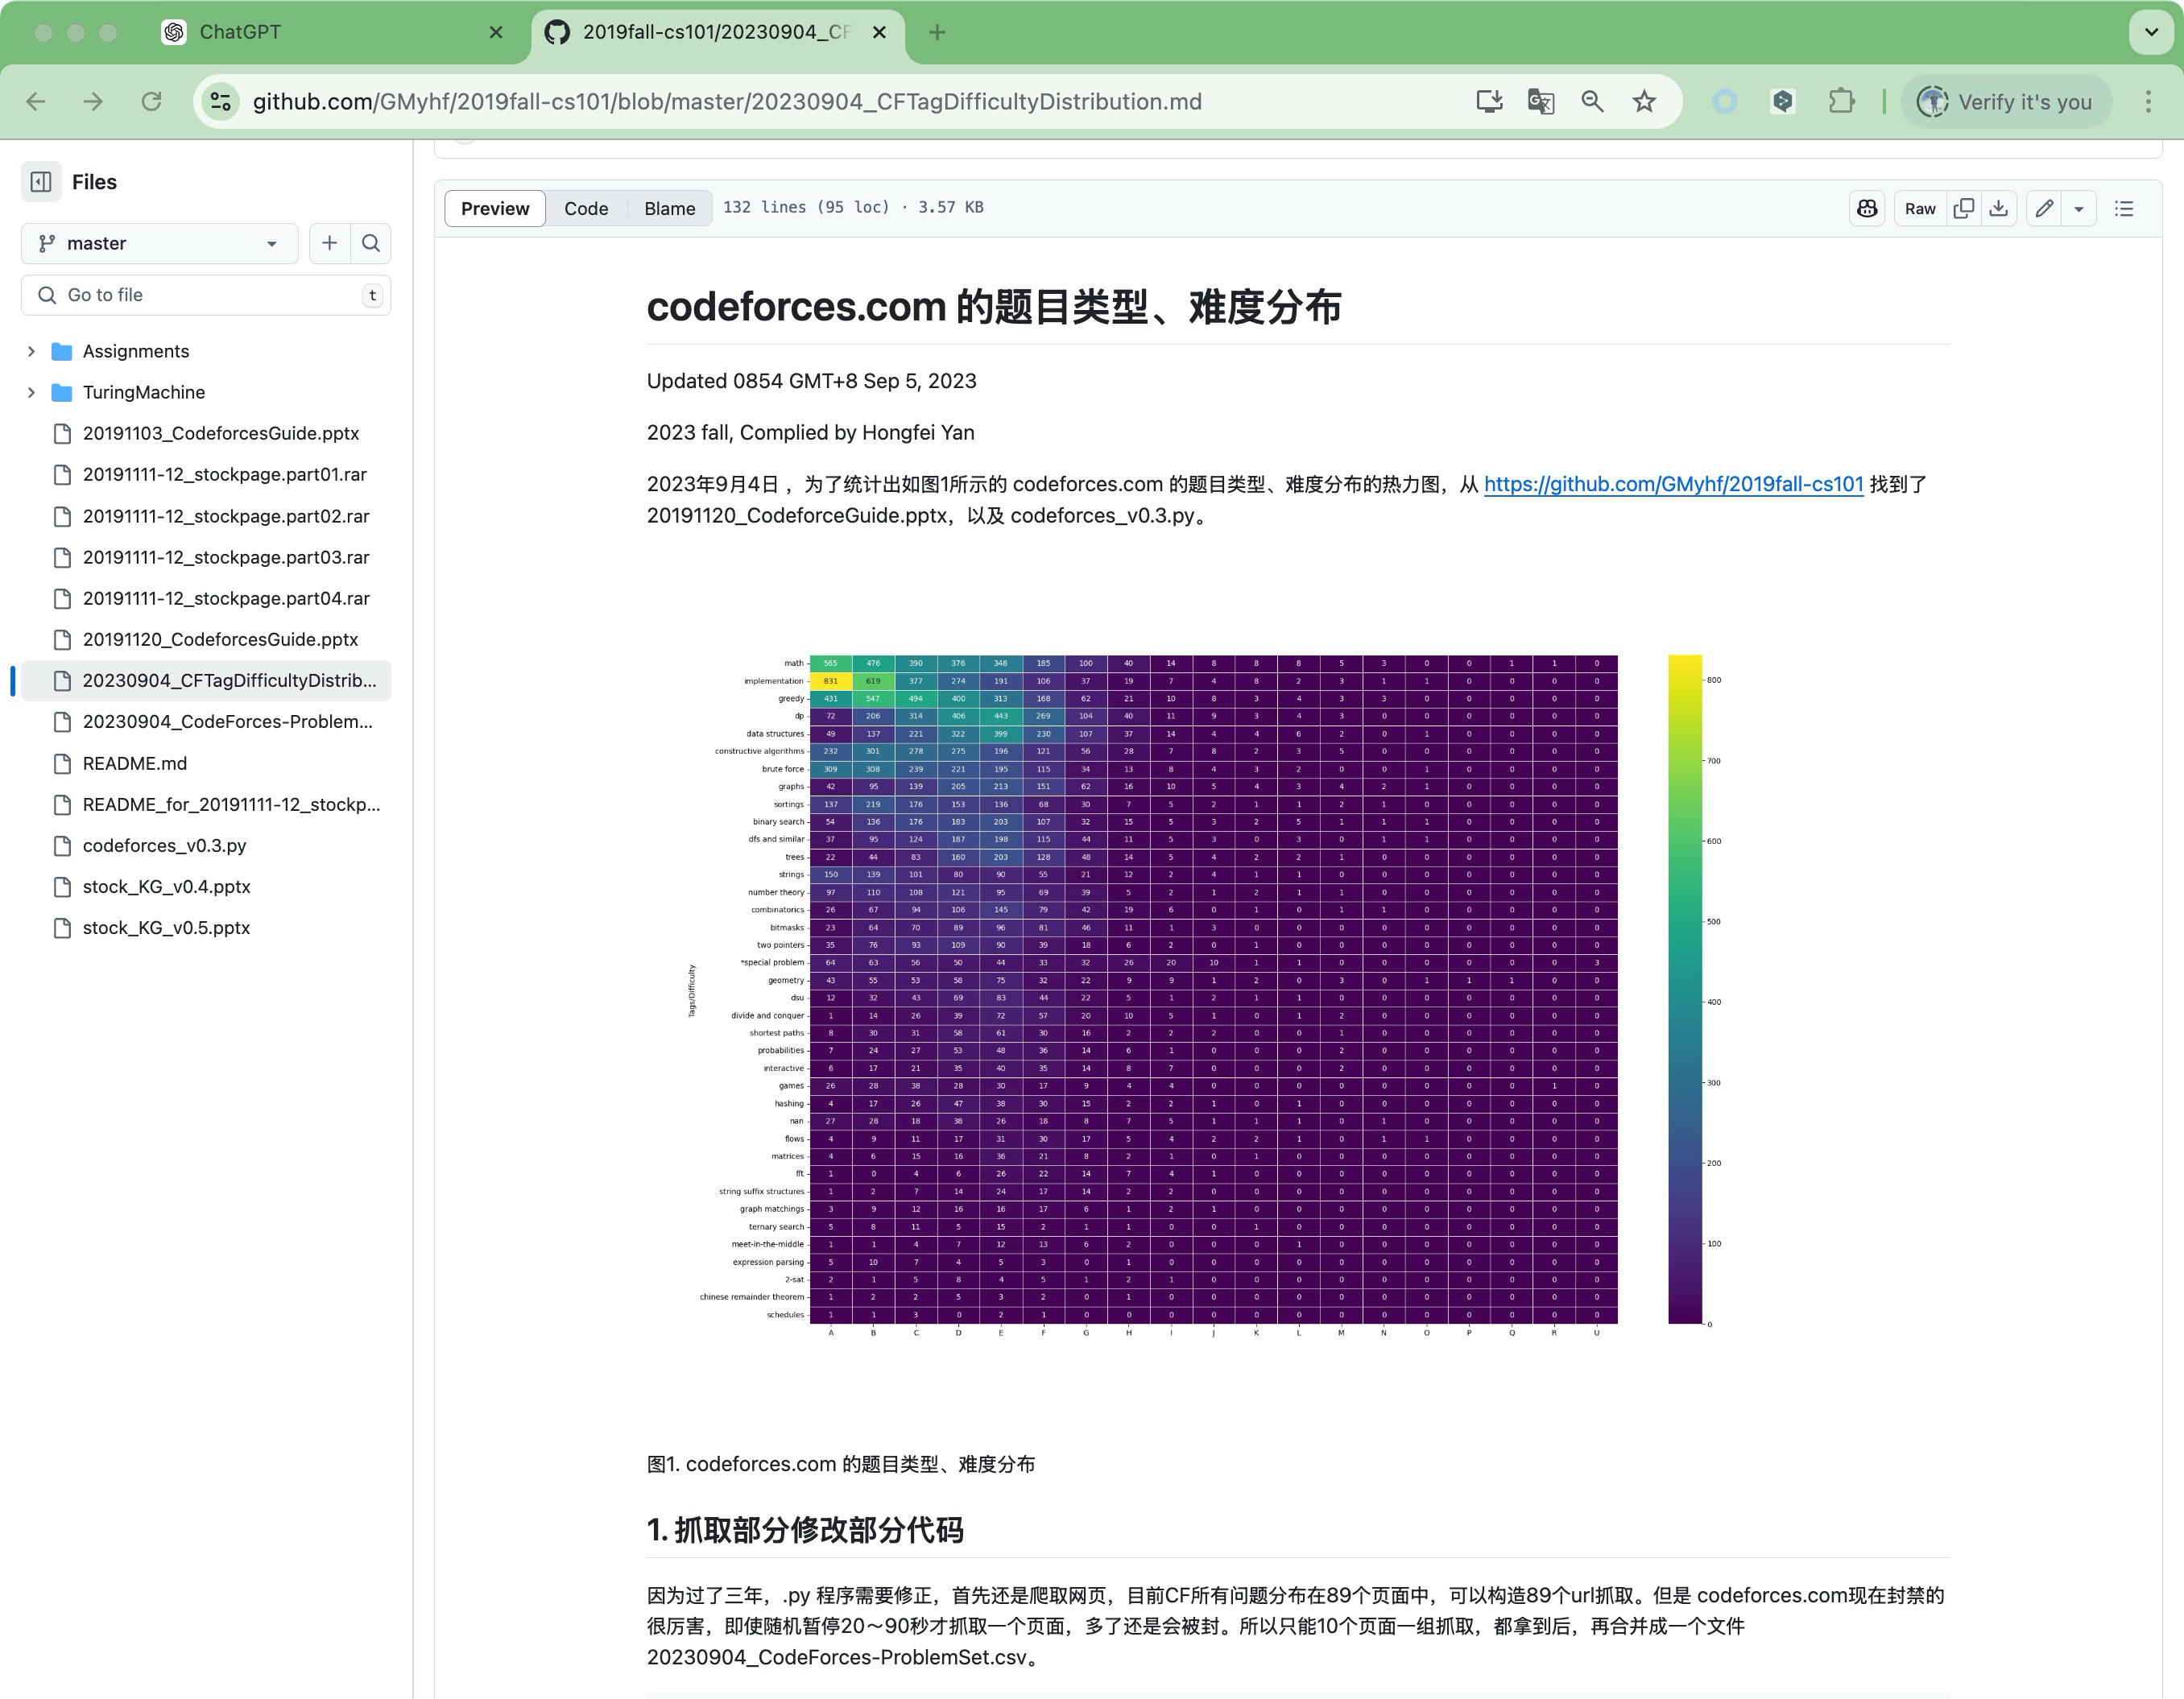 ChatGPT
2019fall-cs101/20230904_CF
github.com/GMyhf/2019fall-cs101/blob/master/20230904_CFTagDifficultyDistribution.md
Verify it's you
Files
master
Go to file
t
Assignments
TuringMachine
20191103_CodeforcesGuide.pptx
20191111-12_stockpage.part01.rar
20191111-12_stockpage.part02.rar
20191111-12_stockpage.part03.rar
20191111-12_stockpage.part04.rar
20191120_CodeforcesGuide.pptx
20230904_CFTagDifficultyDistrib...
20230904_CodeForces-Problem...
README.md
README_for_20191111-12_stockp...
codeforces_v0.3.py
stock_KG_v0.4.pptx
stock_KG_v0.5.pptx
Preview Code Blame 132 lines (95 loc) · 3.57 KB Raw
codeforces.com 的题目类型、难度分布
Updated 0854 GMT+8 Sep 5, 2023
2023 fall, Complied by Hongfei Yan
2023年9月4日 ，为了统计出如图1所示的 codeforces.com 的题目类型、难度分布的热力图，从 https://github.com/GMyhf/2019fall-cs101 找到了
20191120_CodeforceGuide.pptx，以及 codeforces_v0.3.py。
Tags/Difficulty
math 565 476 390 376 348 185 100 40 14 8 8 8 5 3 0 0 1 1 0
implementation 831 619 377 274 191 106 37 19 7 4 8 2 3 1 1 0 0 0 0
greedy 431 547 494 400 313 168 62 21 10 8 3 4 3 3 0 0 0 0 0
dp 72 206 314 406 443 269 104 40 11 9 3 4 3 0 0 0 0 0 0
data structures 49 137 221 322 399 230 107 37 14 4 4 6 2 0 1 0 0 0 0
constructive algorithms 232 301 278 275 196 121 56 28 7 8 2 3 5 0 0 0 0 0 0
brute force 309 308 239 221 195 115 34 13 8 4 3 2 0 0 1 0 0 0 0
graphs 42 95 139 205 213 151 62 16 10 5 4 3 4 2 1 0 0 0 0
sortings 137 219 176 153 136 68 30 7 5 2 1 1 2 1 0 0 0 0 0
binary search 54 136 176 183 203 107 32 15 5 3 2 5 1 1 1 0 0 0 0
dfs and similar 37 95 124 187 198 115 44 11 5 3 0 3 0 1 1 0 0 0 0
trees 22 44 83 160 203 128 48 14 5 4 2 2 1 0 0 0 0 0 0
strings 150 139 101 80 90 55 21 12 2 4 1 1 0 0 0 0 0 0 0
number theory 97 110 108 121 95 69 39 5 2 1 2 1 1 0 0 0 0 0 0
combinatorics 26 67 94 106 145 79 42 19 6 0 1 0 1 1 0 0 0 0 0
bitmasks 23 64 70 89 96 81 46 11 1 3 0 0 0 0 0 0 0 0 0
two pointers 35 76 93 109 90 39 18 6 2 0 1 0 0 0 0 0 0 0 0
*special problem 64 63 56 50 44 33 32 26 20 10 1 1 0 0 0 0 0 0 3
geometry 43 55 53 58 75 32 22 9 9 1 2 0 3 0 1 1 1 0 0
dsu 12 32 43 69 83 44 22 5 1 2 1 1 0 0 0 0 0 0 0
divide and conquer 1 14 26 39 72 57 20 10 5 1 0 1 2 0 0 0 0 0 0
shortest paths 8 30 31 58 61 30 16 2 2 2 0 0 1 0 0 0 0 0 0
probabilities 7 24 27 53 48 36 14 6 1 0 0 0 2 0 0 0 0 0 0
interactive 6 17 21 35 40 35 14 8 7 0 0 0 2 0 0 0 0 0 0
games 26 28 38 28 30 17 9 4 4 0 0 0 0 0 0 0 0 1 0
hashing 4 17 26 47 38 30 15 2 2 1 0 1 0 0 0 0 0 0 0
nan 27 28 18 38 26 18 8 7 5 1 1 1 0 1 0 0 0 0 0
flows 4 9 11 17 31 30 17 5 4 2 2 1 0 1 1 0 0 0 0
matrices 4 6 15 16 36 21 8 2 1 0 1 0 0 0 0 0 0 0 0
fft 1 0 4 6 26 22 14 7 4 1 0 0 0 0 0 0 0 0 0
string suffix structures 1 2 7 14 24 17 14 2 2 0 0 0 0 0 0 0 0 0 0
graph matchings 3 9 12 16 16 17 6 1 2 1 0 0 0 0 0 0 0 0 0
ternary search 5 8 11 5 15 2 1 1 0 0 1 0 0 0 0 0 0 0 0
meet-in-the-middle 1 1 4 7 12 13 6 2 0 0 0 1 0 0 0 0 0 0 0
expression parsing 5 10 7 4 5 3 0 1 0 0 0 0 0 0 0 0 0 0 0
2-sat 2 1 5 8 4 5 1 2 1 0 0 0 0 0 0 0 0 0 0
chinese remainder theorem 1 2 2 5 3 2 0 1 0 0 0 0 0 0 0 0 0 0 0
schedules 1 1 3 0 2 1 0 0 0 0 0 0 0 0 0 0 0 0 0
A B C D E F G H I J K L M N O P Q R U
800
700
600
500
400
300
200
100
0
图1. codeforces.com 的题目类型、难度分布
1. 抓取部分修改部分代码
因为过了三年，.py 程序需要修正，首先还是爬取网页，目前CF所有问题分布在89个页面中，可以构造89个url抓取。但是 codeforces.com现在封禁的
很厉害，即使随机暂停20～90秒才抓取一个页面，多了还是会被封。所以只能10个页面一组抓取，都拿到后，再合并成一个文件
20230904_CodeForces-ProblemSet.csv。